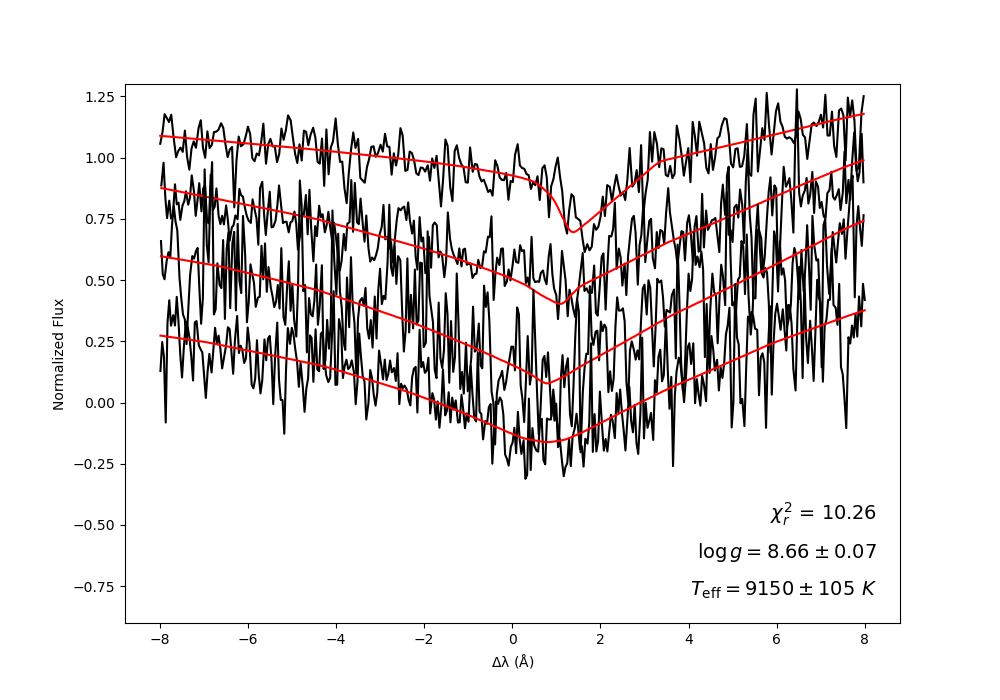 Normalized Flux
1.25
1.00
0.75
0.50
0.25
0.00
−0.25
−0.50
−0.75
χ²ᵣ = 10.26
log g = 8.66 ± 0.07
T_eff = 9150 ± 105 K
−8 −6 −4 −2 0 2 4 6 8
Δλ (Å)